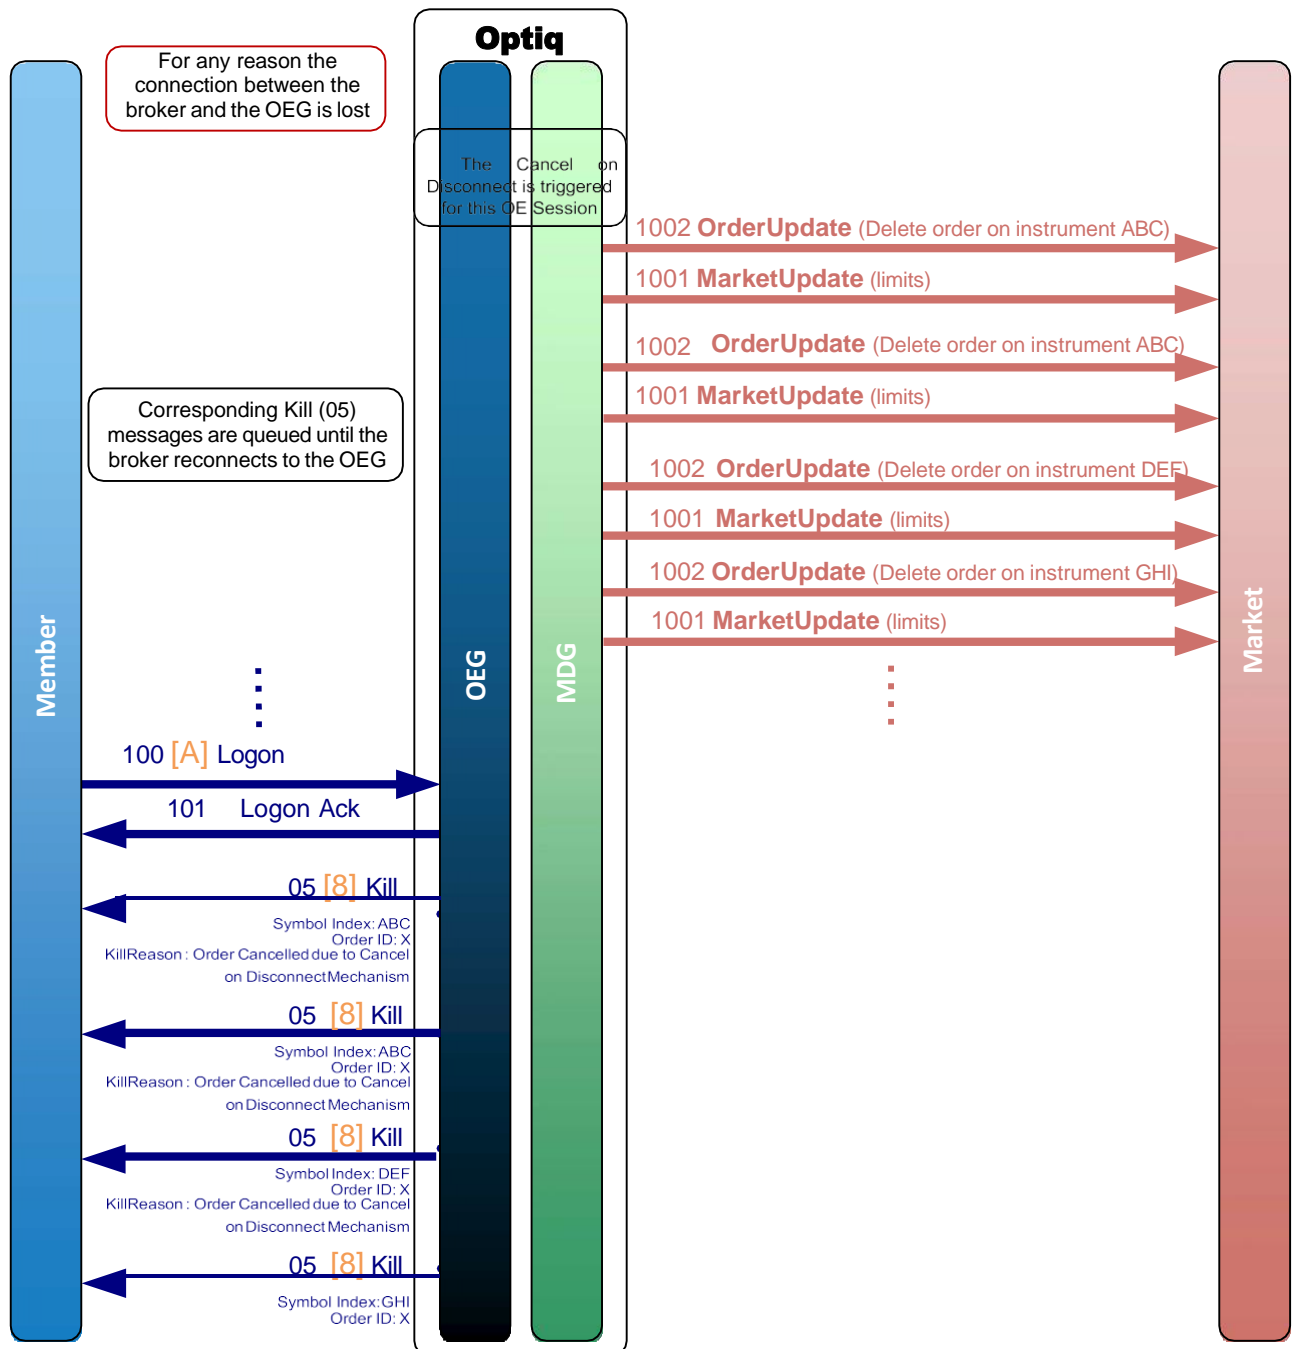 Optiq
For any reason the
connection between the
broker and the OEG is lost
The Cancel on
Disconnect is triggered
for this OE Session
1002 OrderUpdate (Delete order on instrument ABC)
1001 MarketUpdate (limits)
1002 OrderUpdate (Delete order on instrument ABC)
1001 MarketUpdate (limits)
Corresponding Kill (05)
messages are queued until the
broker reconnects to the OEG
1002 OrderUpdate (Delete order on instrument DEF)
1001 MarketUpdate (limits)
1002 OrderUpdate (Delete order on instrument GHI)
1001 MarketUpdate (limits)
Member
OEG
MDG
Market
100 [A] Logon
101 Logon Ack
05 [8] Kill
Symbol Index: ABC
Order ID: X
KillReason : Order Cancelled due to Cancel
on Disconnect Mechanism
05 [8] Kill
Symbol Index: ABC
Order ID: X
KillReason : Order Cancelled due to Cancel
on Disconnect Mechanism
05 [8] Kill
Symbol Index: DEF
Order ID: X
KillReason : Order Cancelled due to Cancel
on Disconnect Mechanism
05 [8] Kill
Symbol Index: GHI
Order ID: X